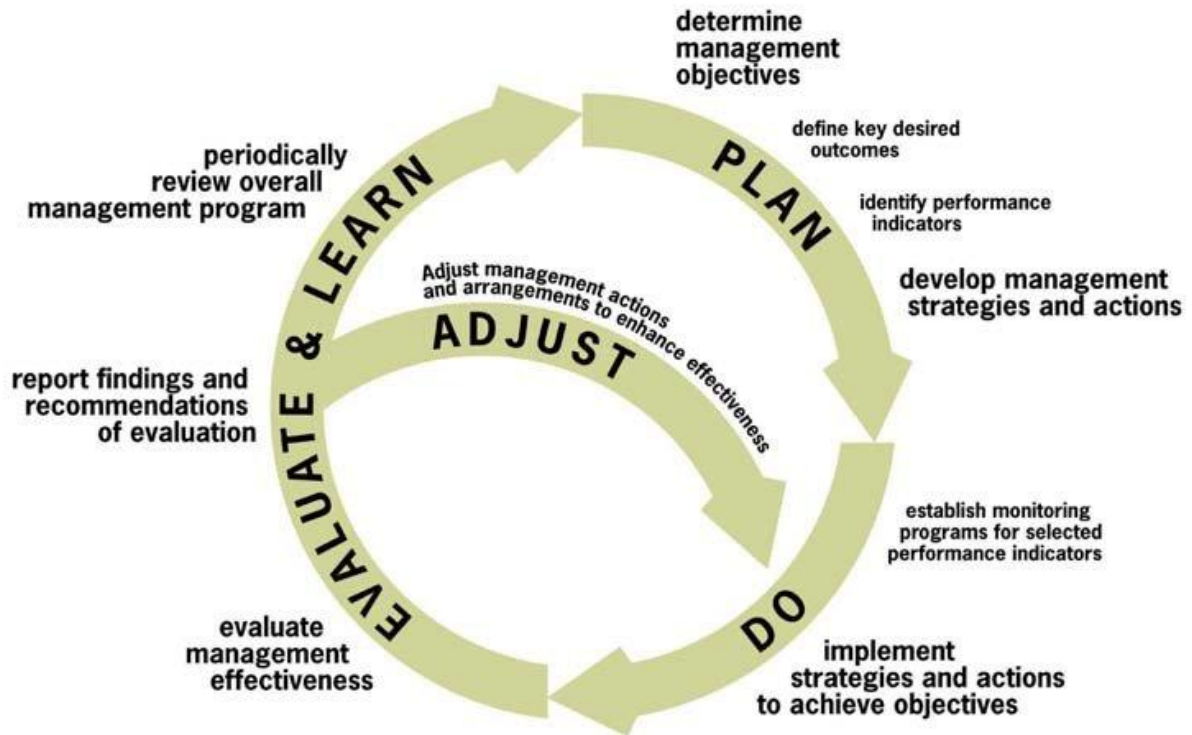 determine
management
objectives
define key desired
outcomes
identify performance
indicators
develop management
strategies and actions
PLAN
establish monitoring
programs for selected
performance indicators
DO
implement
strategies and actions
to achieve objectives
evaluate
management
effectiveness
EVALUATE & LEARN
report findings and
recommendations
of evaluation
periodically
review overall
management program
Adjust management actions
and arrangements to enhance effectiveness
ADJUST